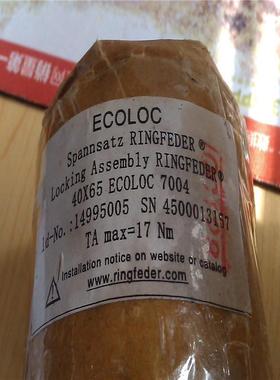 ECOLOC
Spannsatz RINGFEDER®
Locking Assembly RINGFEDER®
40X65 ECOLOC 7004
Id-No.:14995005 SN 4500013157
TA max=17 Nm
Installation notice on website or catalog
www.ringfeder.com